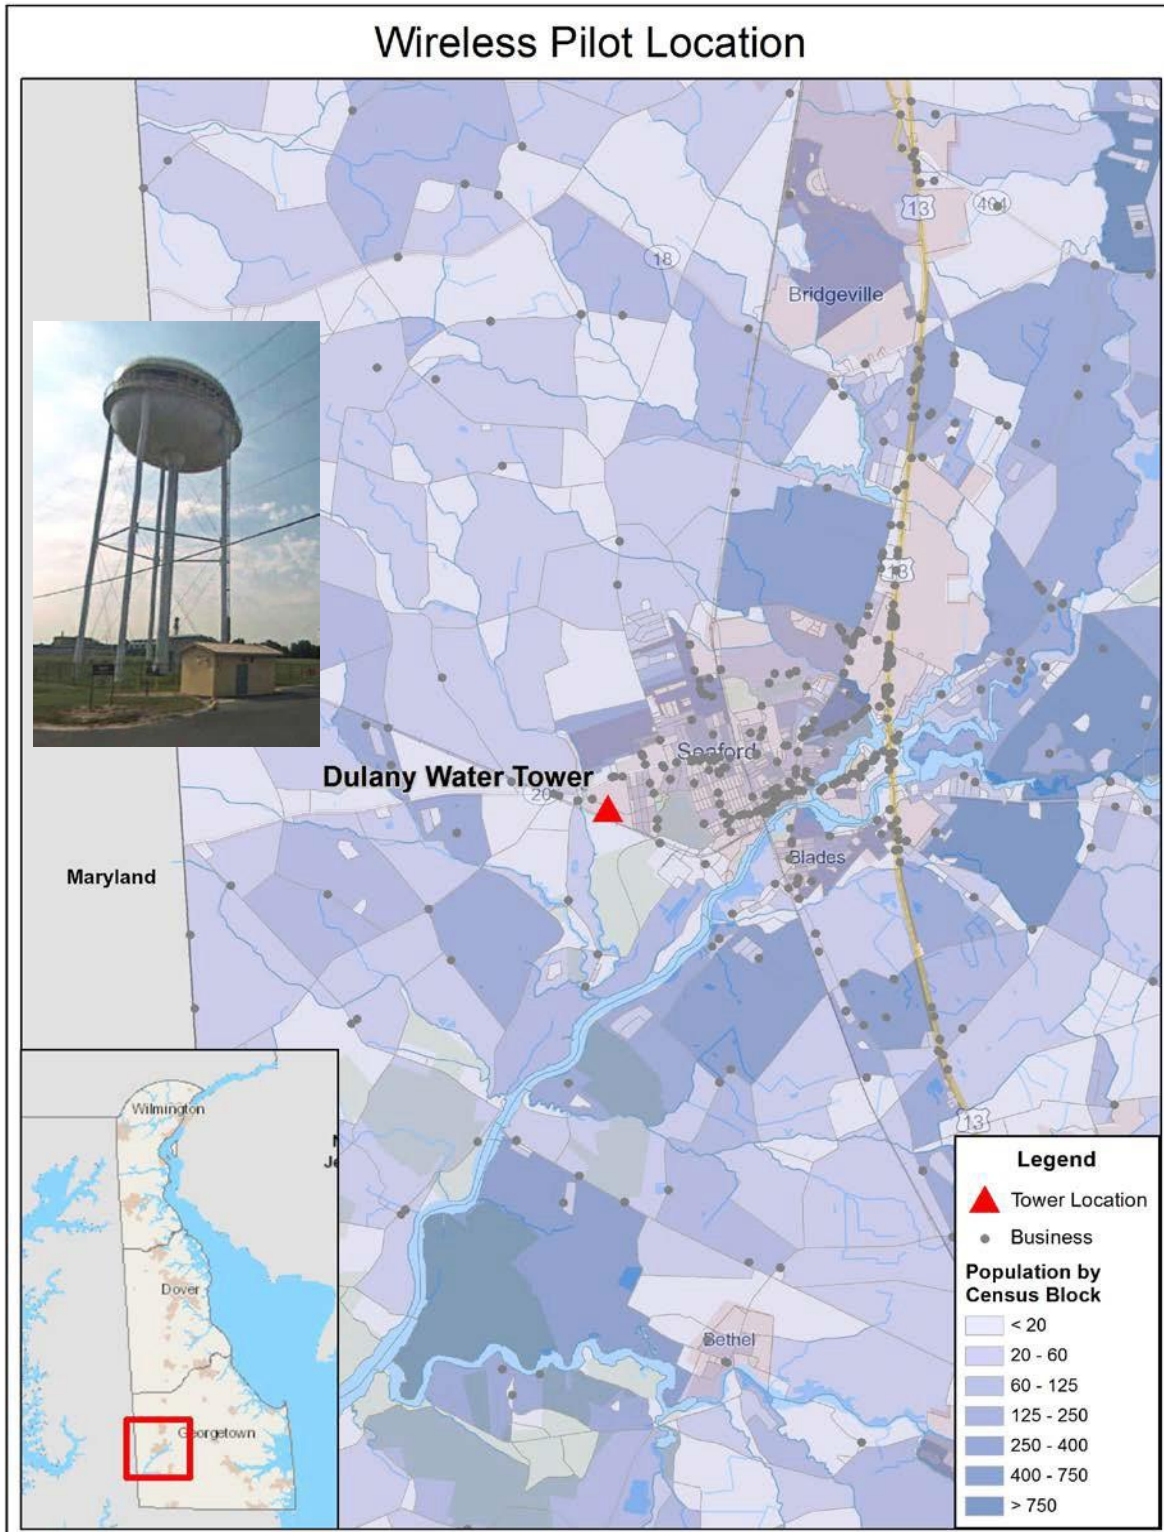 Wireless Pilot Location
13
404
18
Bridgeville
13
Seaford
Dulany Water Tower
20
Blades
Maryland
13
Wilmington
Dover
Georgetown
Bethel
Legend
Tower Location
Business
Population by
Census Block
< 20
20 - 60
60 - 125
125 - 250
250 - 400
400 - 750
> 750